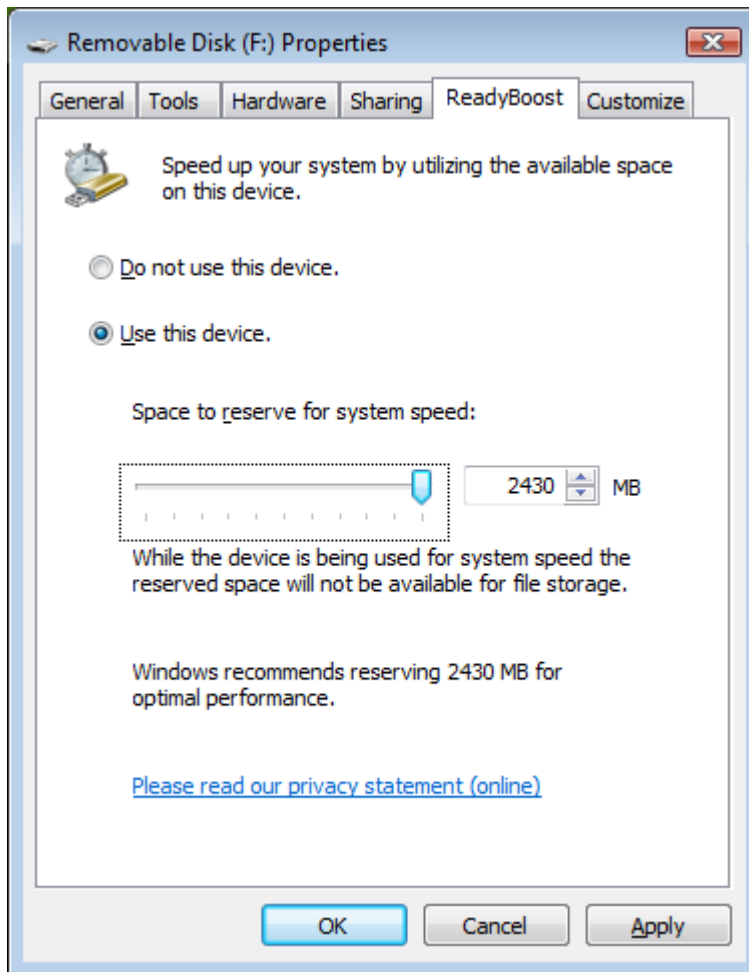 Removable Disk (F:) Properties
General Tools Hardware Sharing ReadyBoost Customize
Speed up your system by utilizing the available space
on this device.
Do not use this device.
Use this device.
Space to reserve for system speed:
2430 MB
While the device is being used for system speed the
reserved space will not be available for file storage.
Windows recommends reserving 2430 MB for
optimal performance.
Please read our privacy statement (online)
OK Cancel Apply